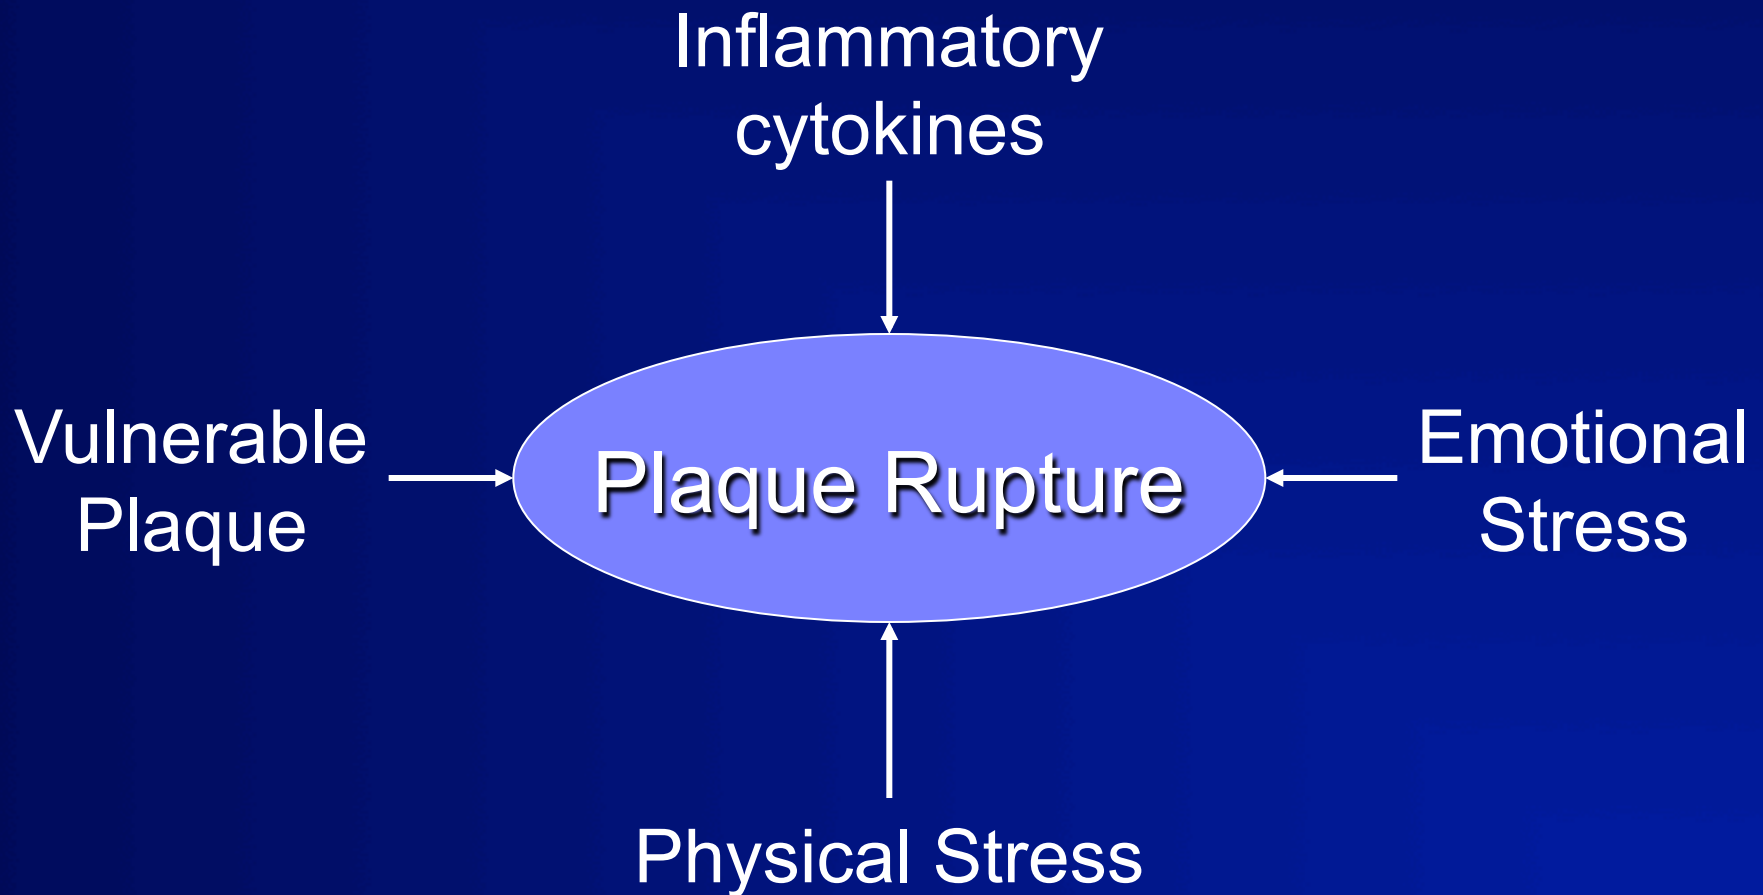 Inflammatory
cytokines
Vulnerable
Plaque
Plaque Rupture
Emotional
Stress
Physical Stress